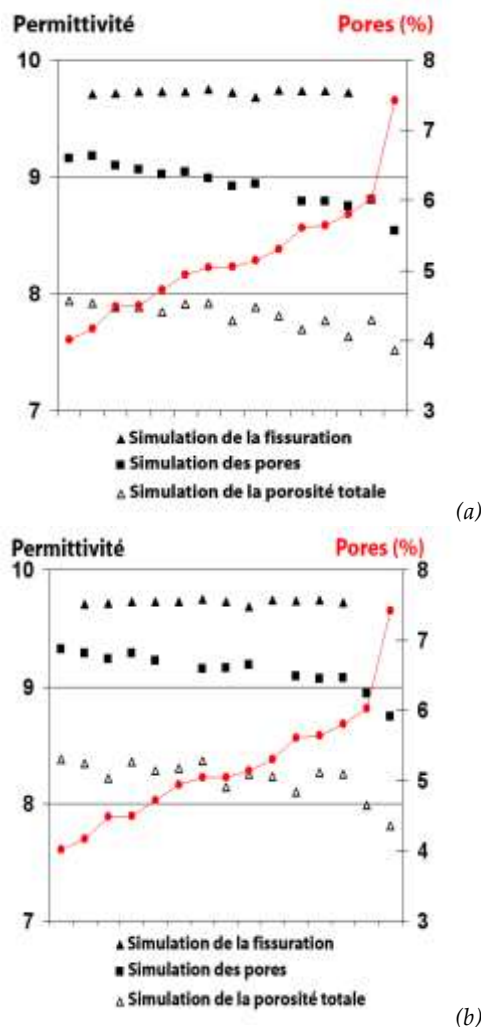 Permittivité Pores (%)
10 8
7
9 6
5
8 4
7 3
▲ Simulation de la fissuration
■ Simulation des pores
△ Simulation de la porosité totale
(a)
Permittivité Pores (%)
10 8
7
9 6
5
8 4
7 3
▲ Simulation de la fissuration
■ Simulation des pores
△ Simulation de la porosité totale
(b)